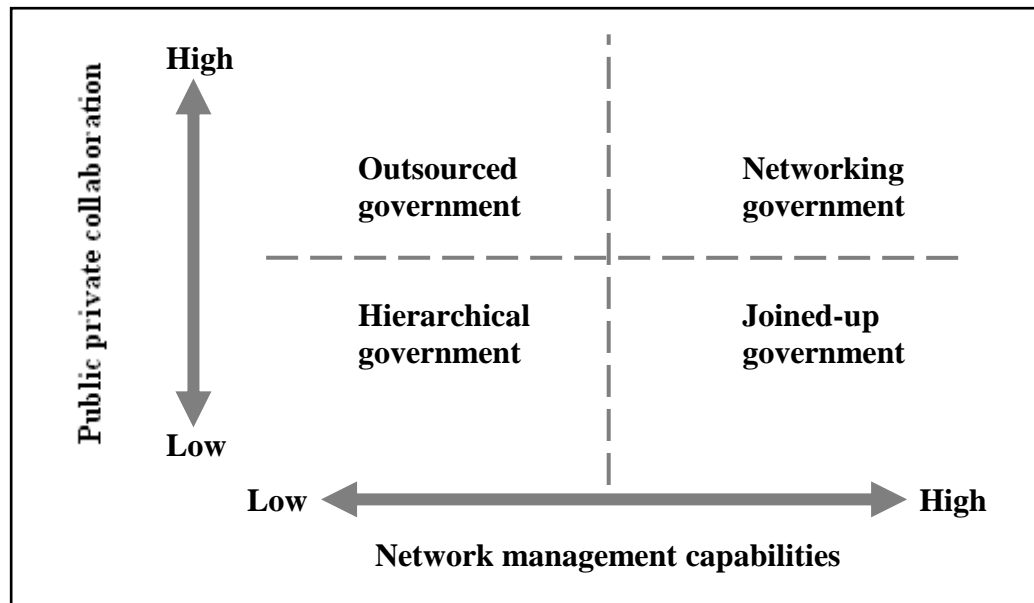 Public private collaboration
High
Outsourced
government
Networking
government
Hierarchical
government
Joined-up
government
Low
Low
High
Network management capabilities